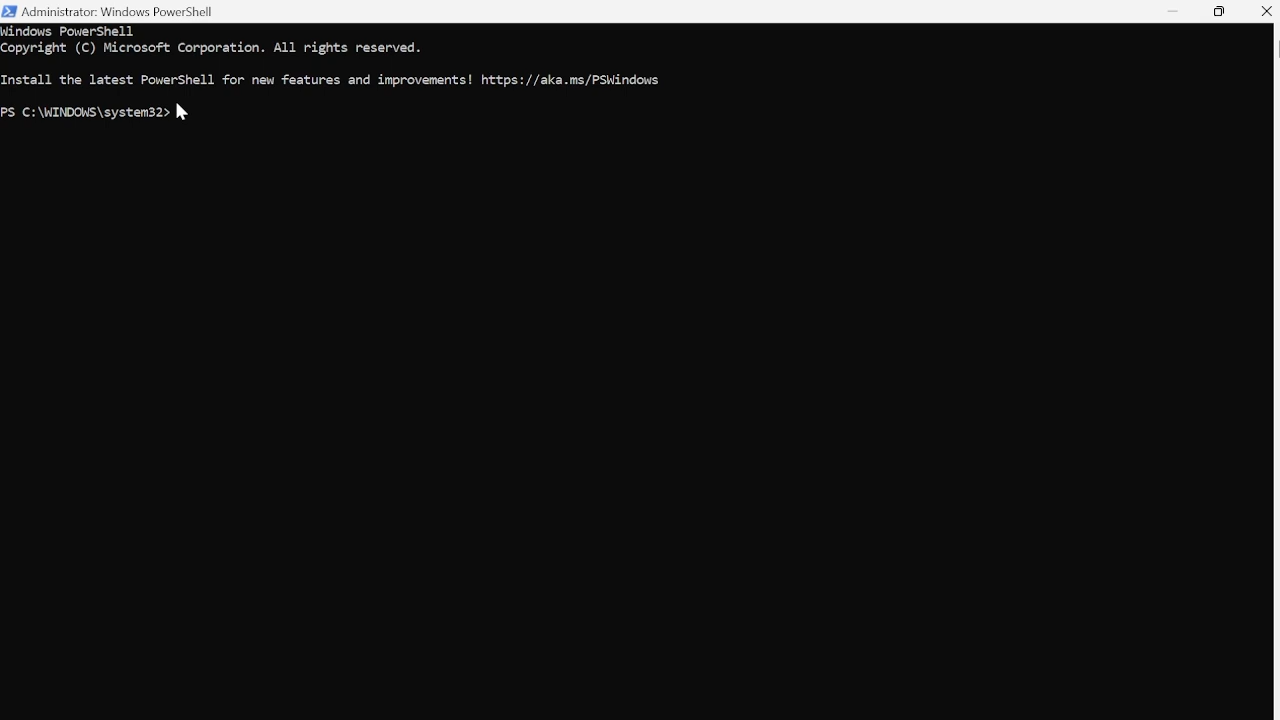 Administrator: Windows PowerShell
Windows PowerShell
Copyright (C) Microsoft Corporation. All rights reserved.
Install the latest PowerShell for new features and improvements! https://aka.ms/PSWindows
PS C:\WINDOWS\system32>